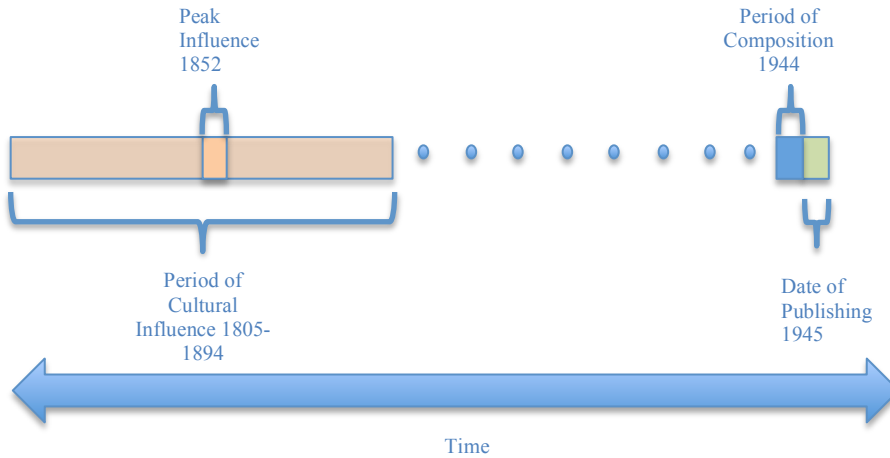 Peak
Influence
1852
Period of
Composition
1944
Period of
Cultural
Influence 1805-
1894
Date of
Publishing
1945
Time